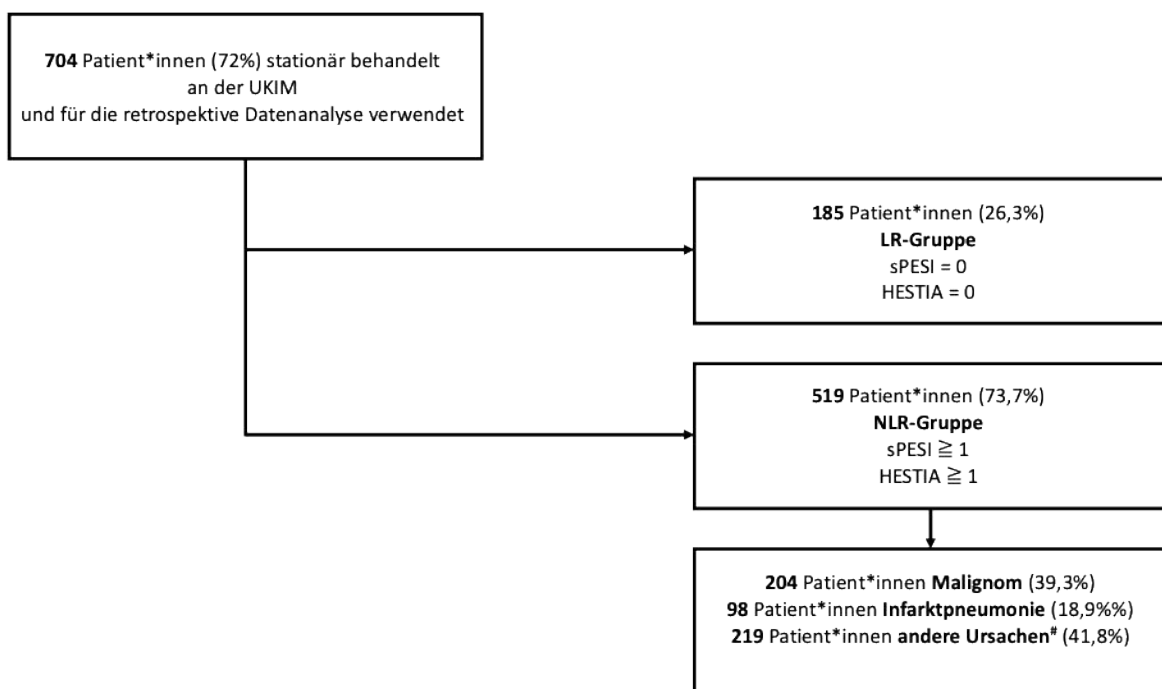 704 Patient*innen (72%) stationär behandelt
an der UKIM
und für die retrospektive Datenanalyse verwendet
185 Patient*innen (26,3%)
LR-Gruppe
sPESI = 0
HESTIA = 0
519 Patient*innen (73,7%)
NLR-Gruppe
sPESI ≧ 1
HESTIA ≧ 1
204 Patient*innen Malignom (39,3%)
98 Patient*innen Infarktpneumonie (18,9%%)
219 Patient*innen andere Ursachen# (41,8%)